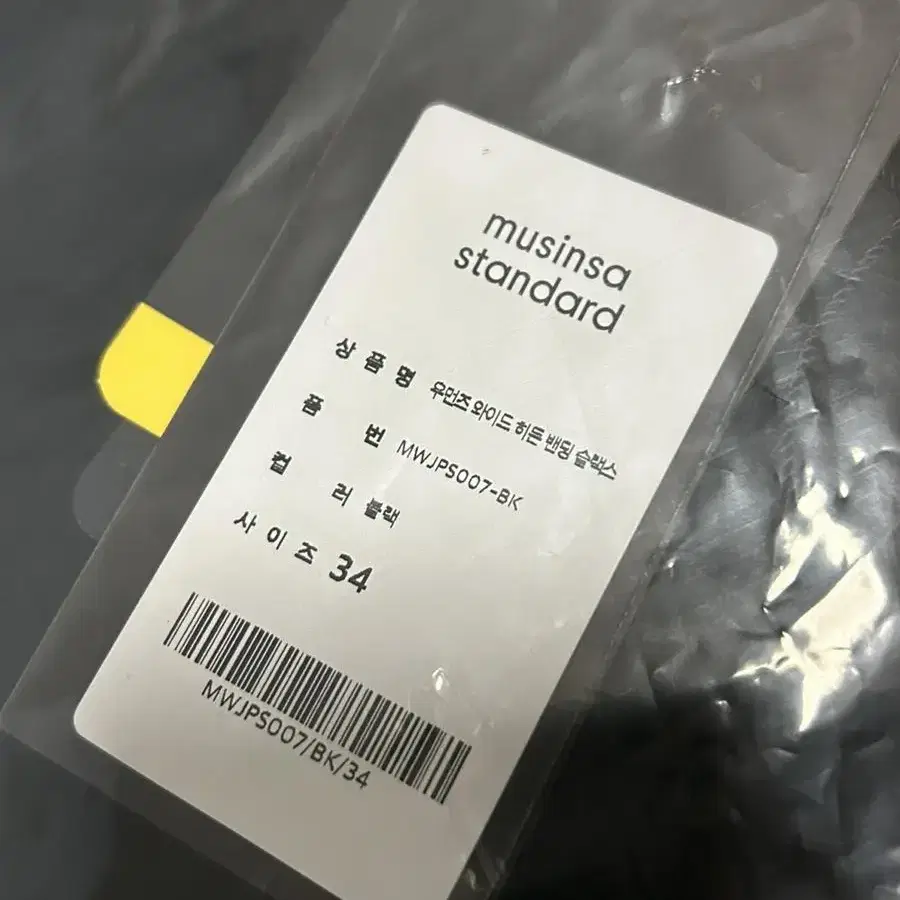 musinsa
standard
상품명 우먼즈 와이드 히든 밴딩 슬랙스
품번 MWJPS007-BK
컬러 블랙
사이즈 34
MWJPS007/BK/34